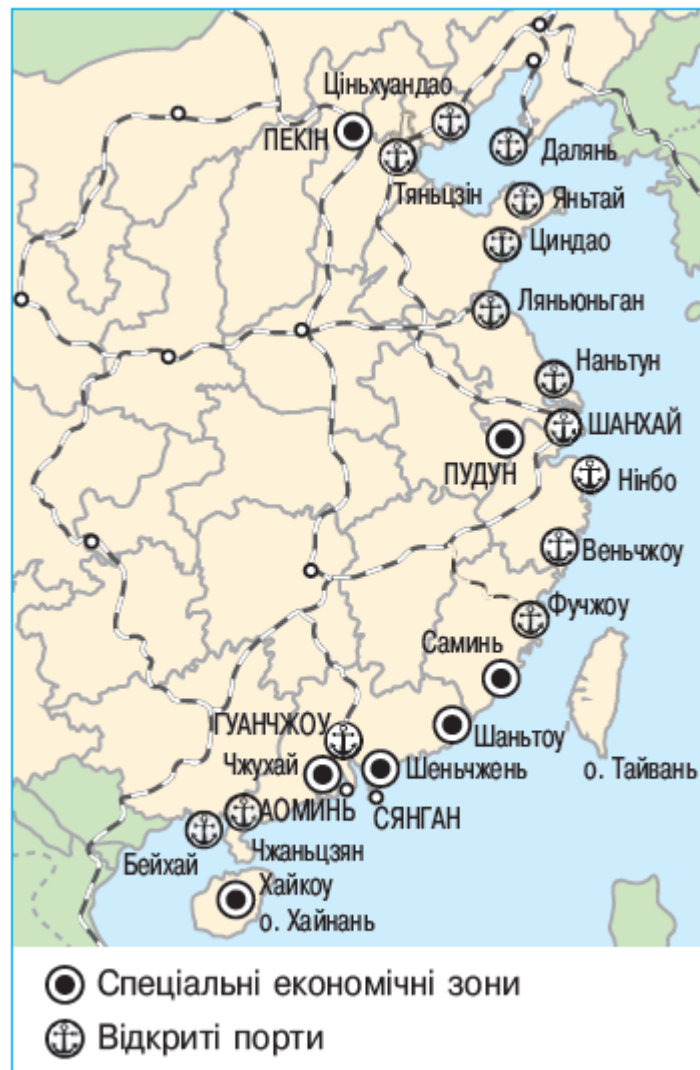 Ціньхуандао
ПЕКІН
Далянь
Тяньцзін
Яньтай
Циндао
Ляньюньган
Наньтун
ШАНХАЙ
ПУДУН
Нінбо
Веньчжоу
Фучжоу
Саминь
Шаньтоу
ГУАНЧЖОУ
Чжухай
Шеньчжень
о. Тайвань
АОМИНЬ
СЯНГАН
Бейхай
Чжаньцзян
Хайкоу
о. Хайнань
Спеціальні економічні зони
Відкриті порти